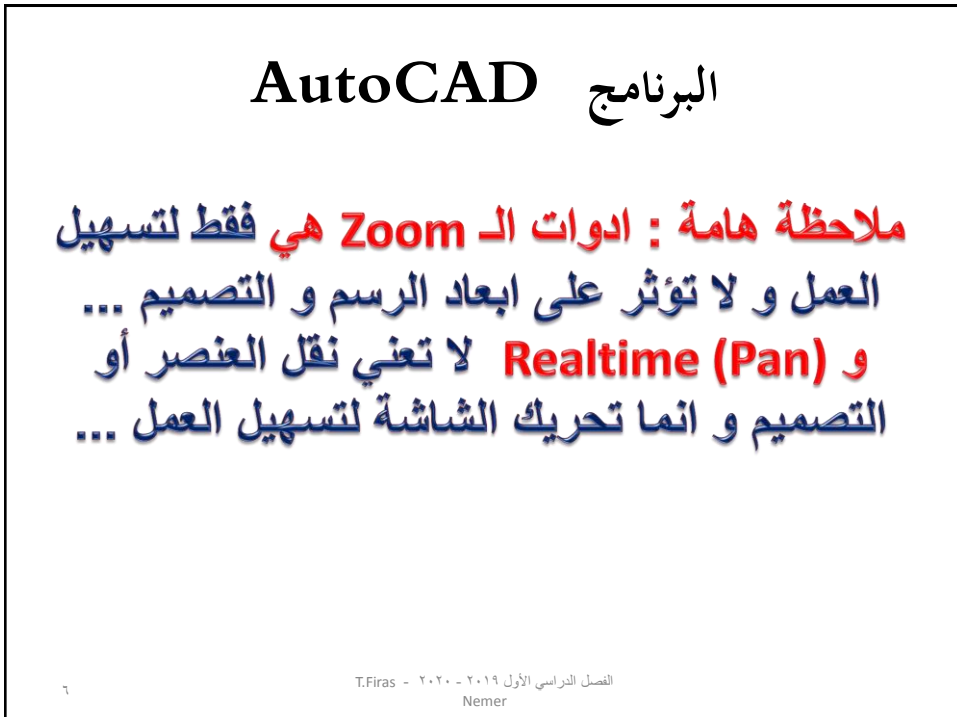 البرنامج AutoCAD
ملاحظة هامة : ادوات الـ Zoom هي فقط لتسهيل
العمل و لا تؤثر على ابعاد الرسم و التصميم ...
و Realtime (Pan) لا تعني نقل العنصر أو
التصميم و انما تحريك الشاشة لتسهيل العمل ...
الفصل الدراسي الأول ٢٠١٩ - ٢٠٢٠ - T.Firas
Nemer
٦